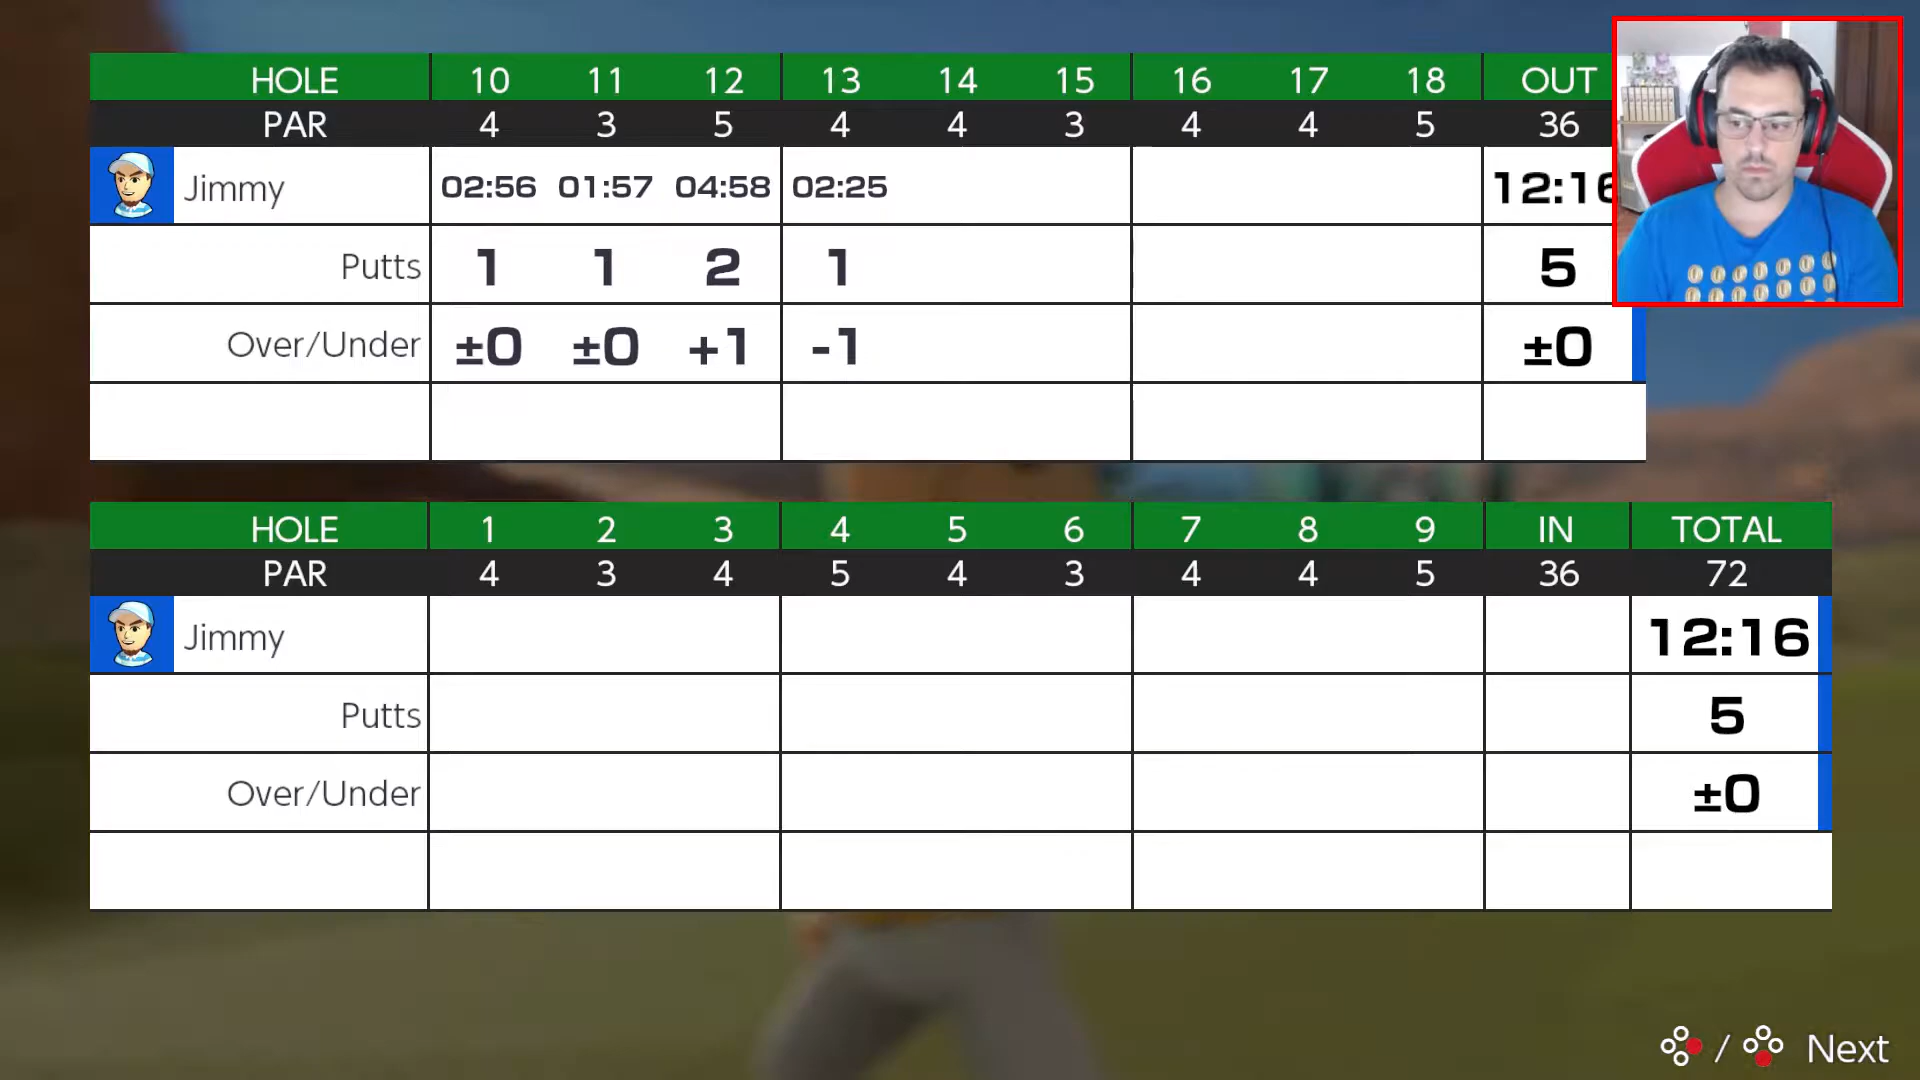 HOLE 10 11 12 13 14 15 16 17 18 OUT
PAR 4 3 5 4 4 3 4 4 5 36
Jimmy 02:56 01:57 04:58 02:25 12:16
Putts 1 1 2 1 5
Over/Under ±0 ±0 +1 -1 ±0
HOLE 1 2 3 4 5 6 7 8 9 IN TOTAL
PAR 4 3 4 5 4 3 4 4 5 36 72
Jimmy 12:16
Putts 5
Over/Under ±0
/ Next